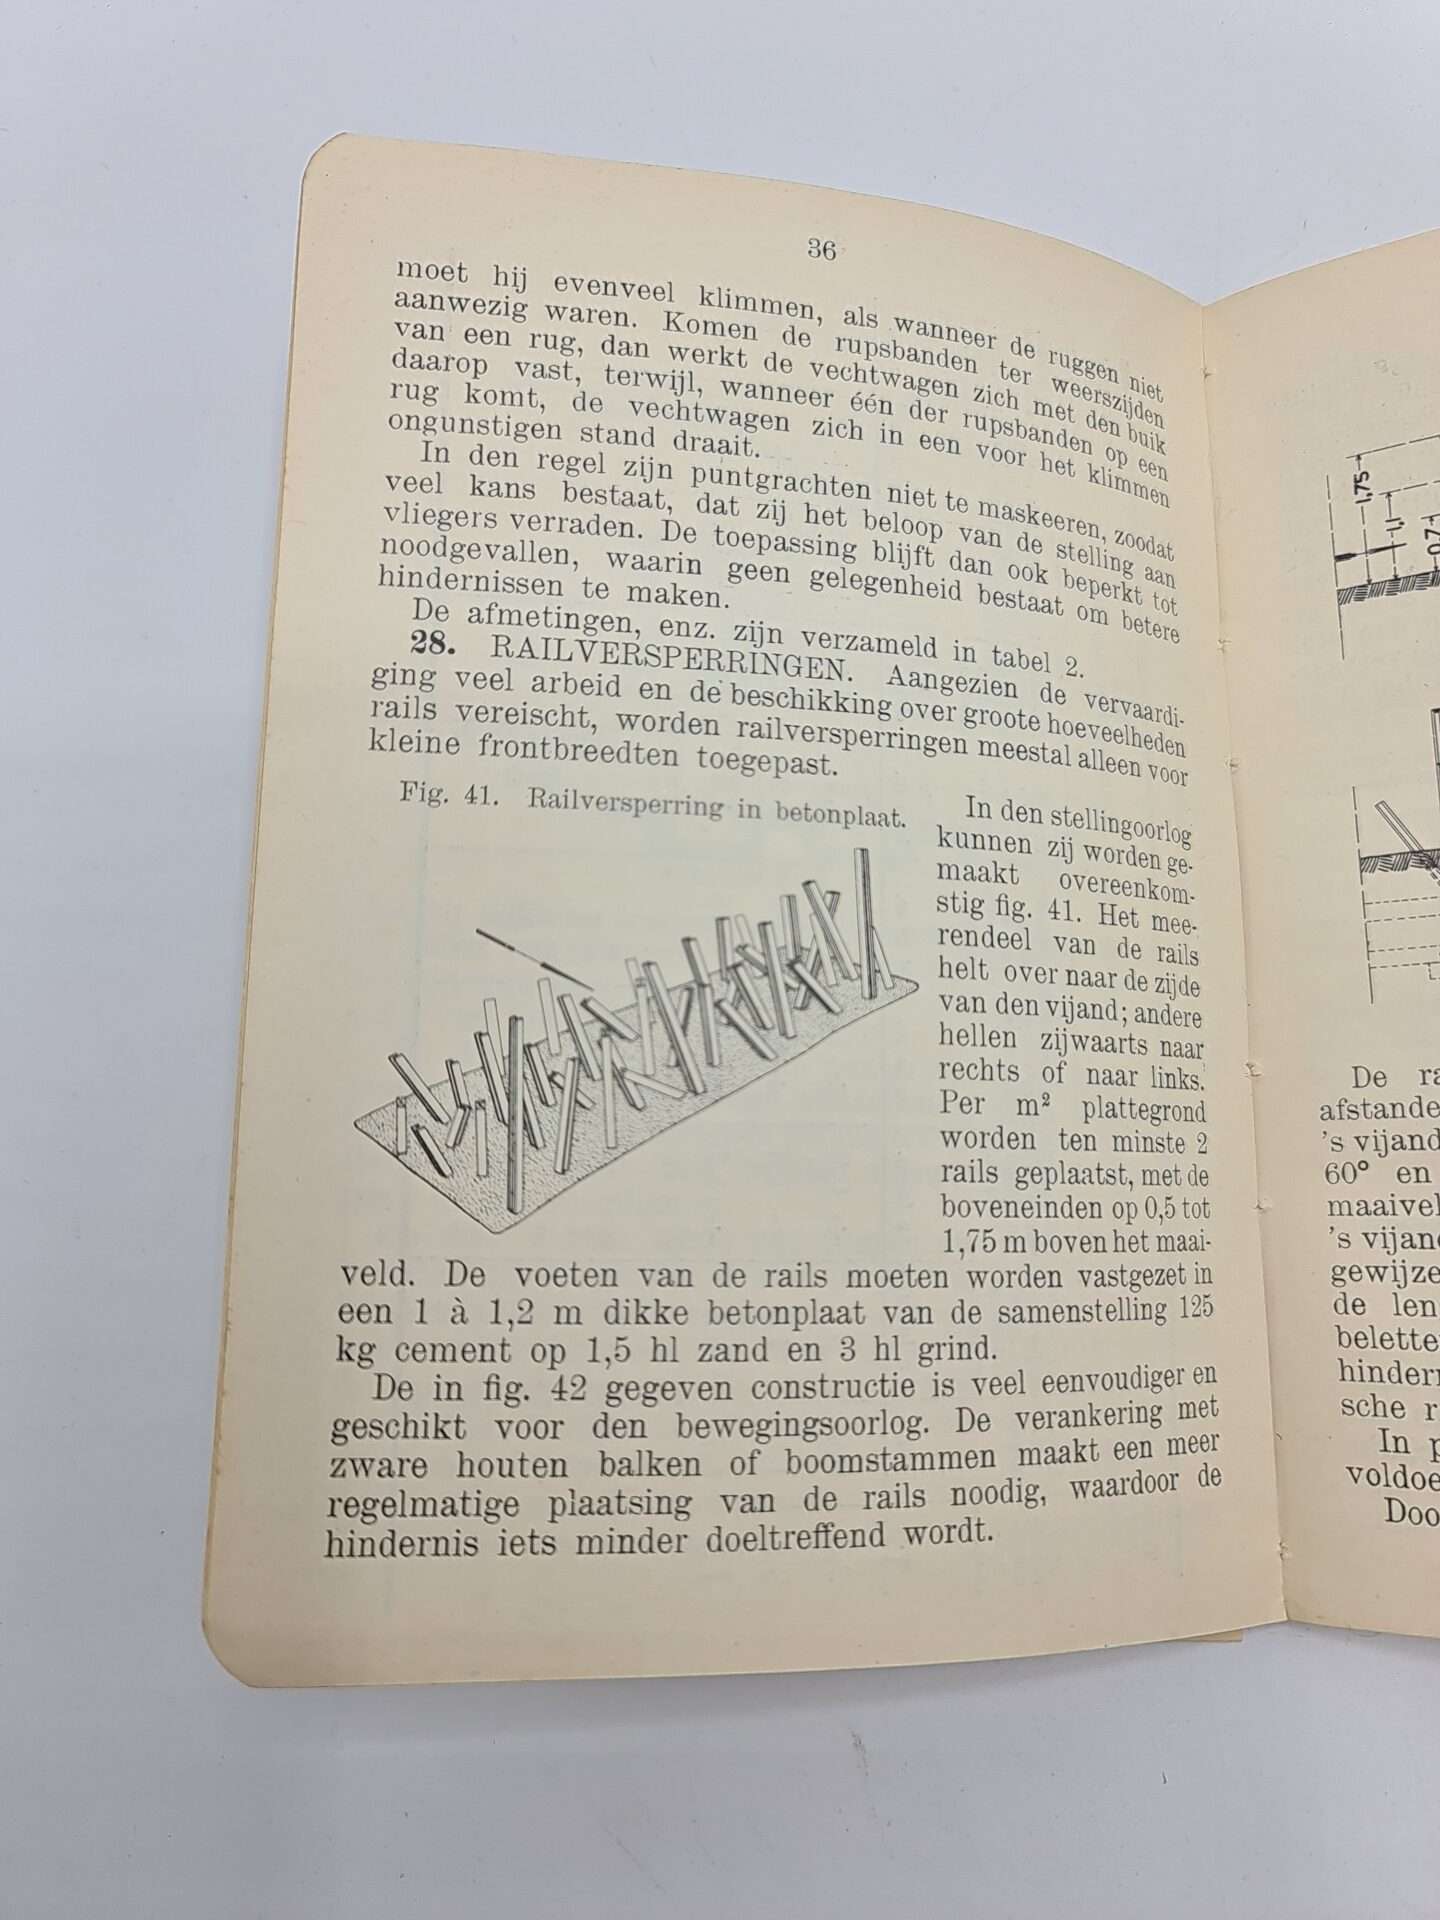 36
moet hij evenveel klimmen, als wanneer de ruggen niet
aanwezig waren. Komen de rupsbanden ter weerszijden
van een rug, dan werkt de vechtwagen zich met den buik
daarop vast, terwijl, wanneer één der rupsbanden op een
rug komt, de vechtwagen zich in een voor het klimmen
ongunstigen stand draait.
In den regel zijn puntgrachten niet te maskeeren, zoodat
veel kans bestaat, dat zij het beloop van de stelling aan
vliegers verraden. De toepassing blijft dan ook beperkt tot
noodgevallen, waarin geen gelegenheid bestaat om betere
hindernissen te maken.
De afmetingen, enz. zijn verzameld in tabel 2.
28. RAILVERSPERRINGEN. Aangezien de vervaardi-
ging veel arbeid en de beschikking over groote hoeveelheden
rails vereischt, worden railversperringen meestal alleen voor
kleine frontbreedten toegepast.
Fig. 41. Railversperring in betonplaat.
In den stellingoorlog
kunnen zij worden ge-
maakt overeenkom-
stig fig. 41. Het mee-
rendeel van de rails
helt over naar de zijde
van den vijand; andere
hellen zijwaarts naar
rechts of naar links.
Per m² plattegrond
worden ten minste 2
rails geplaatst, met de
boveneinden op 0,5 tot
1,75 m boven het maai-
veld. De voeten van de rails moeten worden vastgezet in
een 1 à 1,2 m dikke betonplaat van de samenstelling 125
kg cement op 1,5 hl zand en 3 hl grind.
De in fig. 42 gegeven constructie is veel eenvoudiger en
geschikt voor den bewegingsoorlog. De verankering met
zware houten balken of boomstammen maakt een meer
regelmatige plaatsing van de rails noodig, waardoor de
hindernis iets minder doeltreffend wordt.
1,75
1,1
0,7
De
afstande
's vijand
60° en
maaivel
's vijan
gewijze
de len
belette
hinder
sche
In
voldoe
Doo